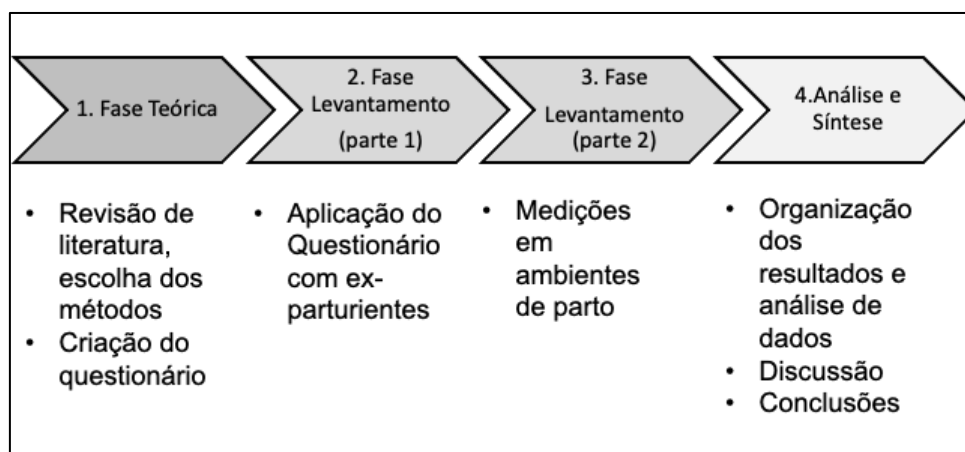 1. Fase Teórica
2. Fase
Levantamento
(parte 1)
3. Fase
Levantamento
(parte 2)
4.Análise e
Síntese
• Revisão de
literatura,
escolha dos
métodos
• Criação do
questionário
• Aplicação do
Questionário
com ex-
parturientes
• Medições
em
ambientes
de parto
• Organização
dos
resultados e
análise de
dados
• Discussão
• Conclusões